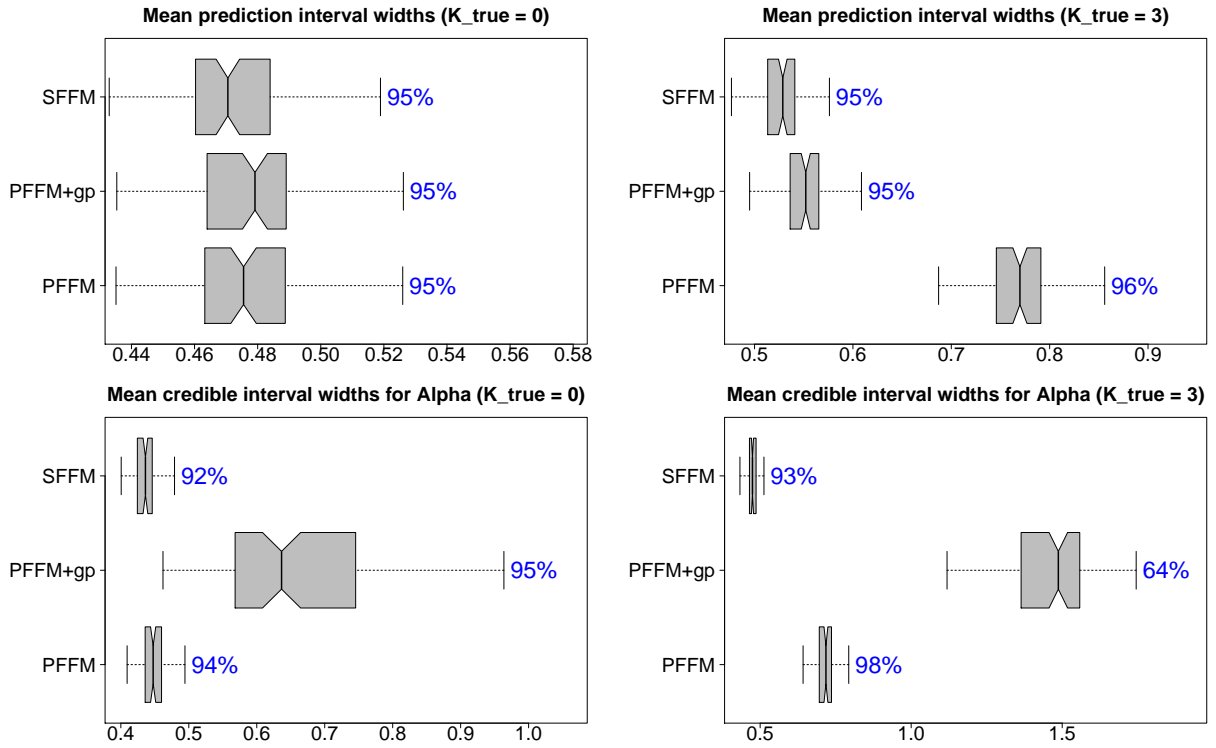 Mean prediction interval widths (K_true = 0)
SFFM
95%
PFFM+gp
95%
PFFM
95%
0.44 0.46 0.48 0.50 0.52 0.54 0.56 0.58
Mean prediction interval widths (K_true = 3)
SFFM
95%
PFFM+gp
95%
PFFM
96%
0.5 0.6 0.7 0.8 0.9
Mean credible interval widths for Alpha (K_true = 0)
SFFM
92%
PFFM+gp
95%
PFFM
94%
0.4 0.5 0.6 0.7 0.8 0.9 1.0
Mean credible interval widths for Alpha (K_true = 3)
SFFM
93%
PFFM+gp
64%
PFFM
98%
0.5 1.0 1.5